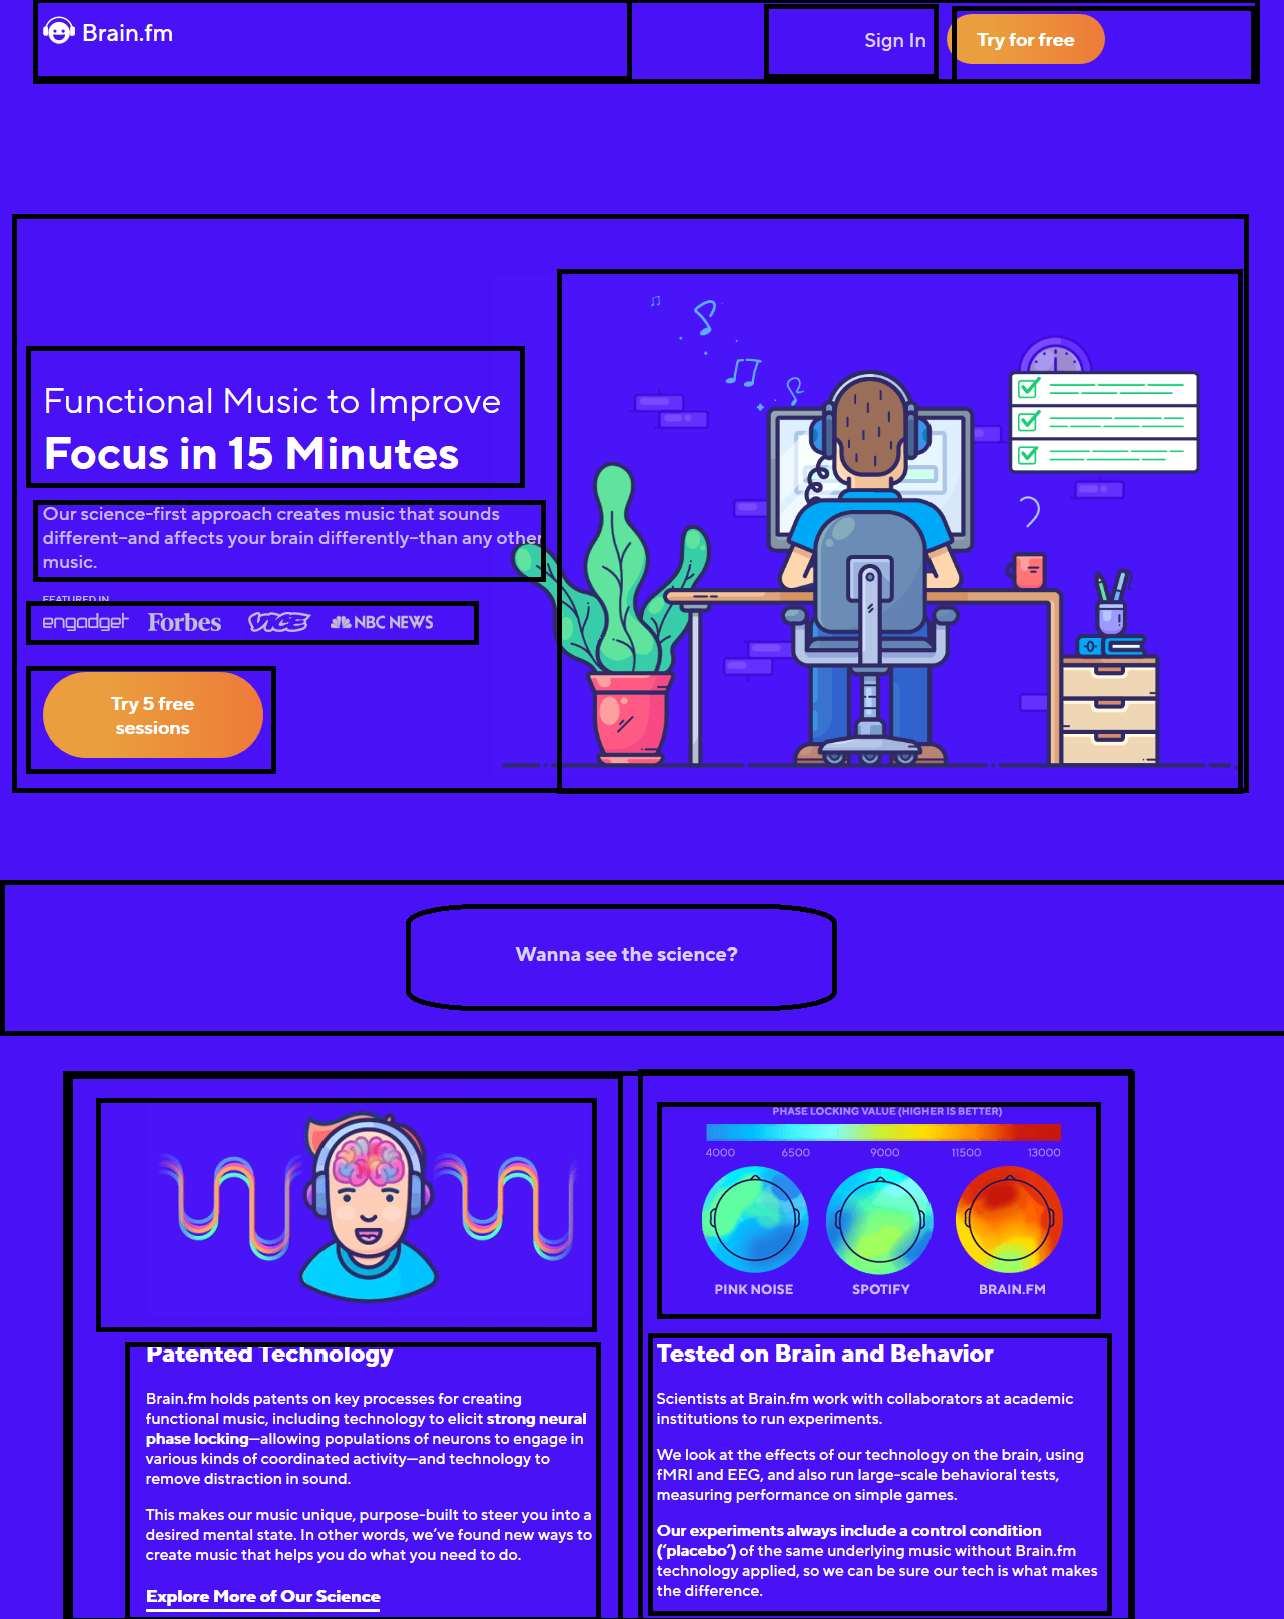 Brain.fm
Sign In
Try for free
Functional Music to Improve
Focus in 15 Minutes
Our science-first approach creates music that sounds
different–and affects your brain differently–than any other
music.
FEATURED IN
engadget Forbes VICE NBC NEWS
Try 5 free
sessions
Wanna see the science?
Patented Technology
Brain.fm holds patents on key processes for creating
functional music, including technology to elicit strong neural
phase locking—allowing populations of neurons to engage in
various kinds of coordinated activity—and technology to
remove distraction in sound.
This makes our music unique, purpose-built to steer you into a
desired mental state. In other words, we’ve found new ways to
create music that helps you do what you need to do.
Explore More of Our Science
PHASE LOCKING VALUE (HIGHER IS BETTER)
4000 6500 9000 11500 13000
PINK NOISE SPOTIFY BRAIN.FM
Tested on Brain and Behavior
Scientists at Brain.fm work with collaborators at academic
institutions to run experiments.
We look at the effects of our technology on the brain, using
fMRI and EEG, and also run large-scale behavioral tests,
measuring performance on simple games.
Our experiments always include a control condition
(‘placebo’) of the same underlying music without Brain.fm
technology applied, so we can be sure our tech is what makes
the difference.